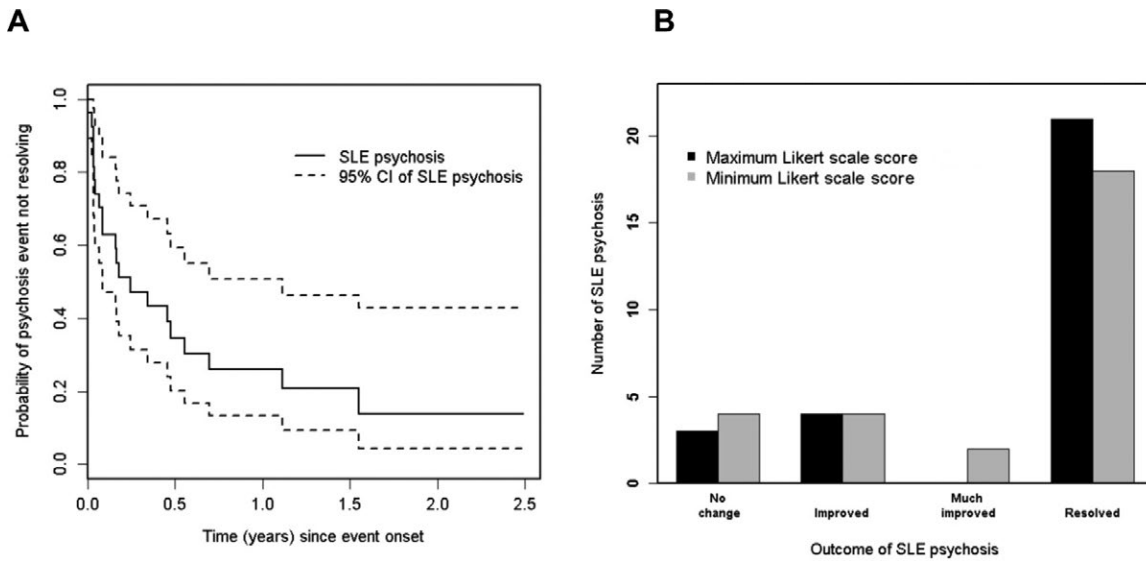 A
Probability of psychosis event not resolving
1.0
0.8
0.6
0.4
0.2
0.0
SLE psychosis
95% CI of SLE psychosis
0.0 0.5 1.0 1.5 2.0 2.5
Time (years) since event onset
B
Number of SLE psychosis
20
15
10
5
0
Maximum Likert scale score
Minimum Likert scale score
No
change
Improved
Much
improved
Resolved
Outcome of SLE psychosis